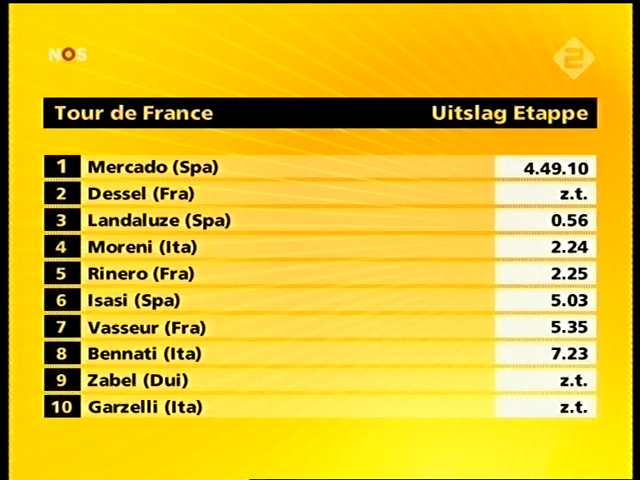 NOS
2
Tour de France Uitslag Etappe
1 Mercado (Spa) 4.49.10
2 Dessel (Fra) z.t.
3 Landaluze (Spa) 0.56
4 Moreni (Ita) 2.24
5 Rinero (Fra) 2.25
6 Isasi (Spa) 5.03
7 Vasseur (Fra) 5.35
8 Bennati (Ita) 7.23
9 Zabel (Dui) z.t.
10 Garzelli (Ita) z.t.